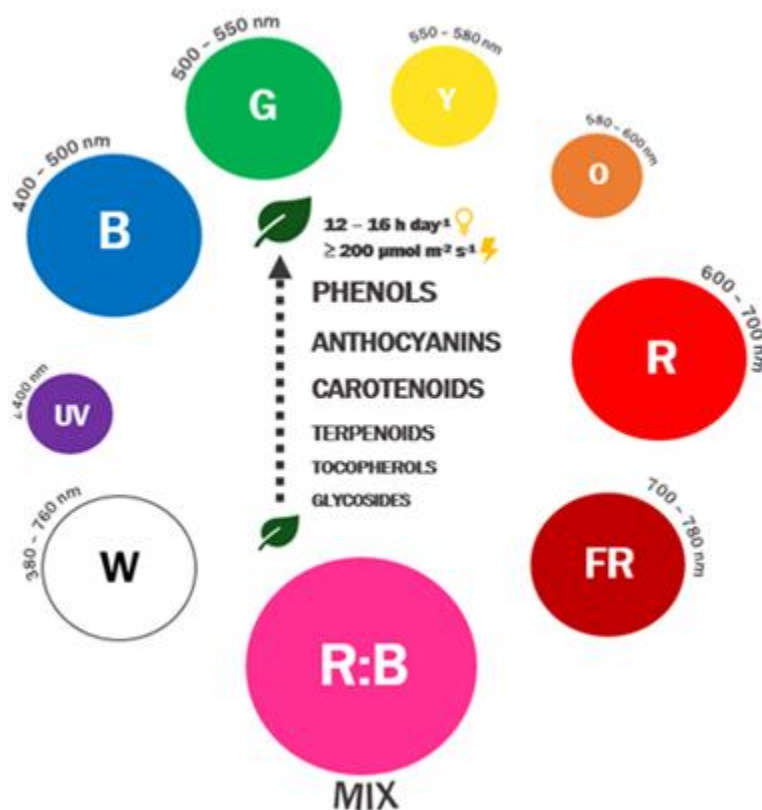 500 – 550 nm
G
550 – 580 nm
Y
580 – 600 nm
O
400 – 500 nm
B
12 – 16 h day-1
≥ 200 µmol m-2 s-1
PHENOLS
ANTHOCYANINS
CAROTENOIDS
TERPENOIDS
TOCOPHEROLS
GLYCOSIDES
600 – 700 nm
R
400 nm
UV
380 – 760 nm
W
700 – 780 nm
FR
R:B
MIX